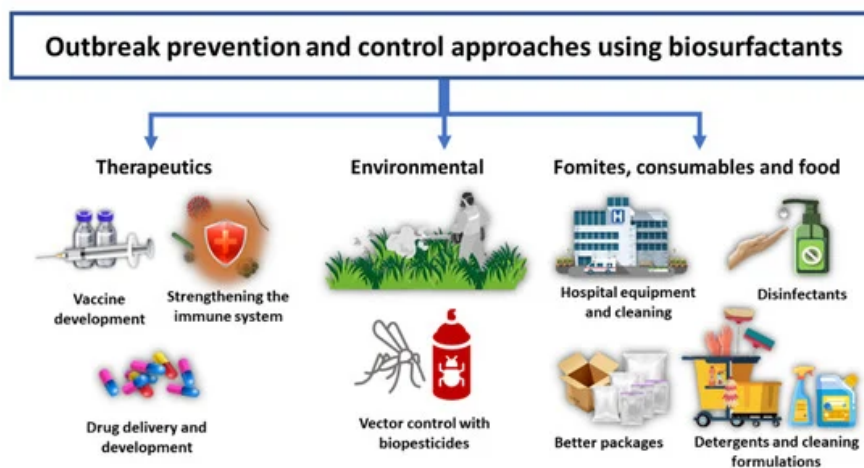 Outbreak prevention and control approaches using biosurfactants
Therapeutics
Environmental
Fomites, consumables and food
Vaccine
development
Strengthening the
immune system
Drug delivery and
development
Vector control with
biopesticides
H
Hospital equipment
and cleaning
Disinfectants
Better packages
Detergents and cleaning
formulations